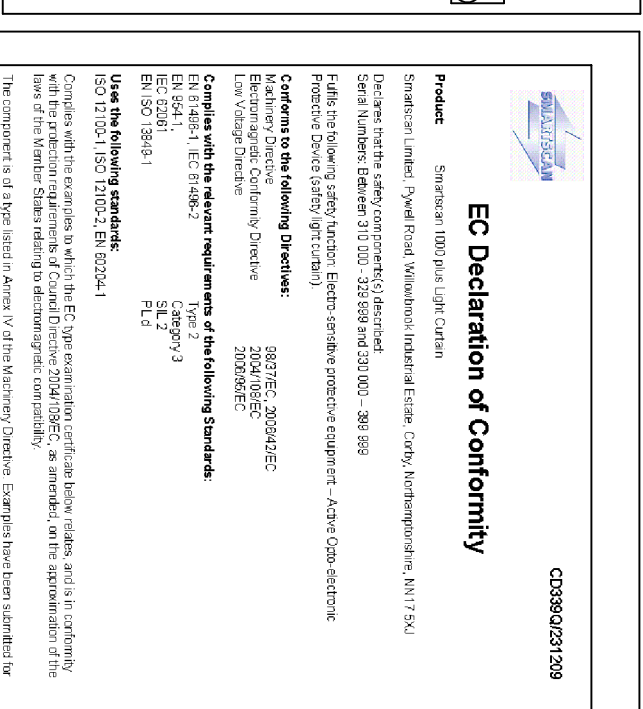 CD339Q/231209
SMARTSCAN
EC Declaration of Conformity
Product: Smartscan 1000 plus Light Curtain
Smartscan Limited, Pywell Road, Willowbrook Industrial Estate, Corby, Northamptonshire, NN17 5XJ
Declares that the safety components(s) described:
Serial Numbers: Between 310 000 – 329 999 and 330 000 – 399 999
Fulfils the following safety function: Electro-sensitive protective equipment – Active Opto-electronic
Protective Device (safety light curtain).
Conforms to the following Directives:
Machinery Directive 98/37/EC, 2006/42/EC
Electromagnetic Conformity Directive 2004/108/EC
Low Voltage Directive 2006/95/EC
Complies with the relevant requirements of the following Standards:
EN 61496-1, IEC 61496-2 Type 2
EN 954-1, Category 3
IEC 62061 SIL 2
EN ISO 13849-1 PL d
Uses the following standards:
ISO 12100-1, ISO 12100-2, EN 60204-1
Complies with the examples to which the EC type examination certificate below relates, and is in conformity
with the protection requirements of Council Directive 2004/108/EC, as amended, on the approximation of the
laws of the Member States relating to electromagnetic compatibility.
The component is of a type listed in Annex IV of the Machinery Directive. Examples have been submitted for